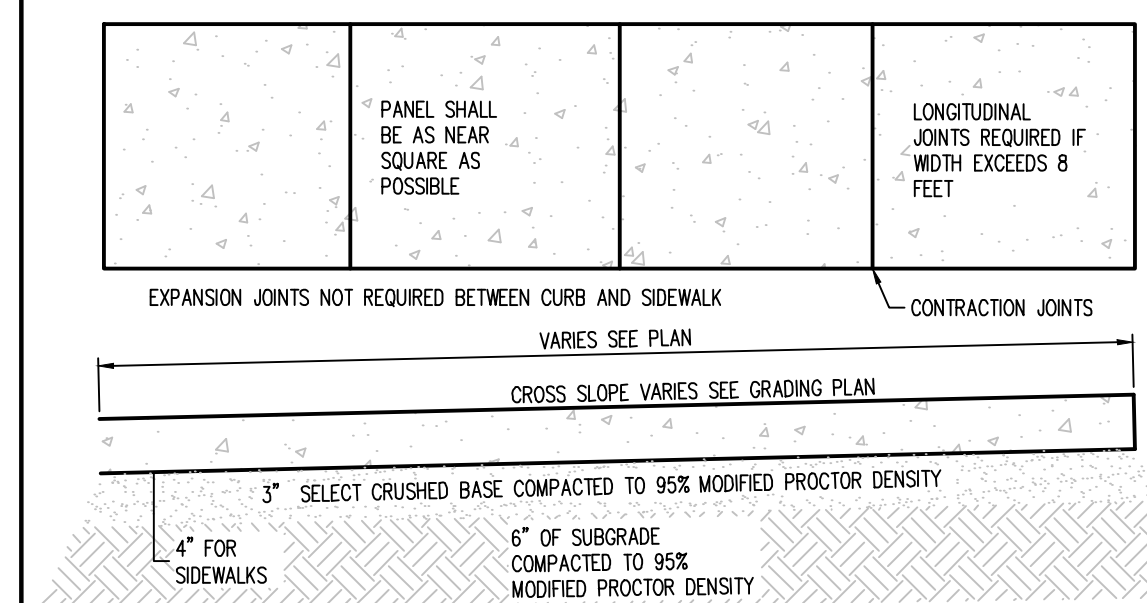 PANEL SHALL
BE AS NEAR
SQUARE AS
POSSIBLE
LONGITUDINAL
JOINTS REQUIRED IF
WIDTH EXCEEDS 8
FEET
EXPANSION JOINTS NOT REQUIRED BETWEEN CURB AND SIDEWALK
CONTRACTION JOINTS
VARIES SEE PLAN
CROSS SLOPE VARIES SEE GRADING PLAN
3" SELECT CRUSHED BASE COMPACTED TO 95% MODIFIED PROCTOR DENSITY
4" FOR
SIDEWALKS
6" OF SUBGRADE
COMPACTED TO 95%
MODIFIED PROCTOR DENSITY